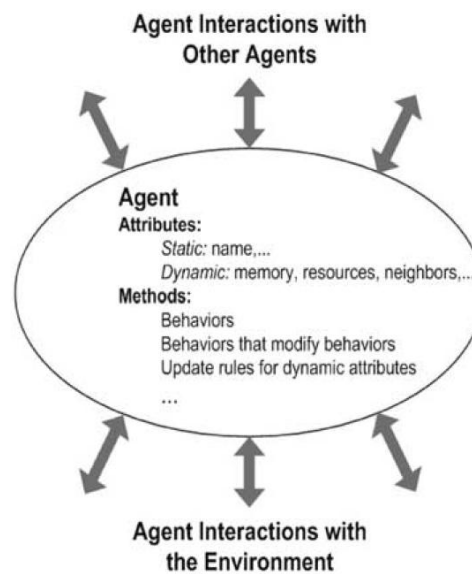 Agent Interactions with
Other Agents
Agent
Attributes:
Static: name,...
Dynamic: memory, resources, neighbors,...
Methods:
Behaviors
Behaviors that modify behaviors
Update rules for dynamic attributes
...
Agent Interactions with
the Environment